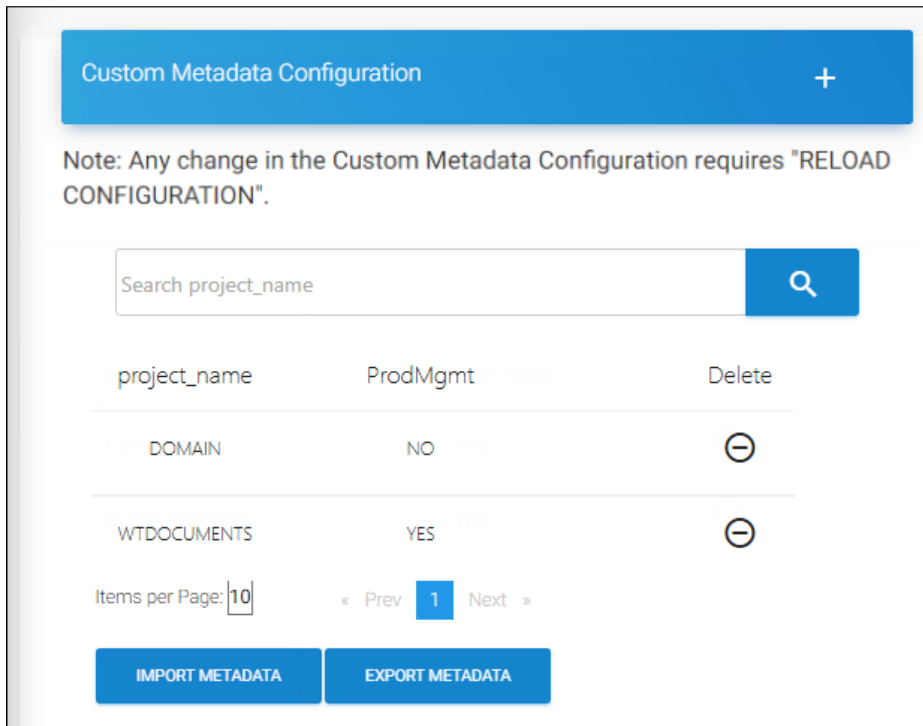 Custom Metadata Configuration +
Note: Any change in the Custom Metadata Configuration requires "RELOAD
CONFIGURATION".
Search project_name
project_name ProdMgmt Delete
DOMAIN NO
WTDOCUMENTS YES
Items per Page: 10 « Prev 1 Next »
IMPORT METADATA EXPORT METADATA